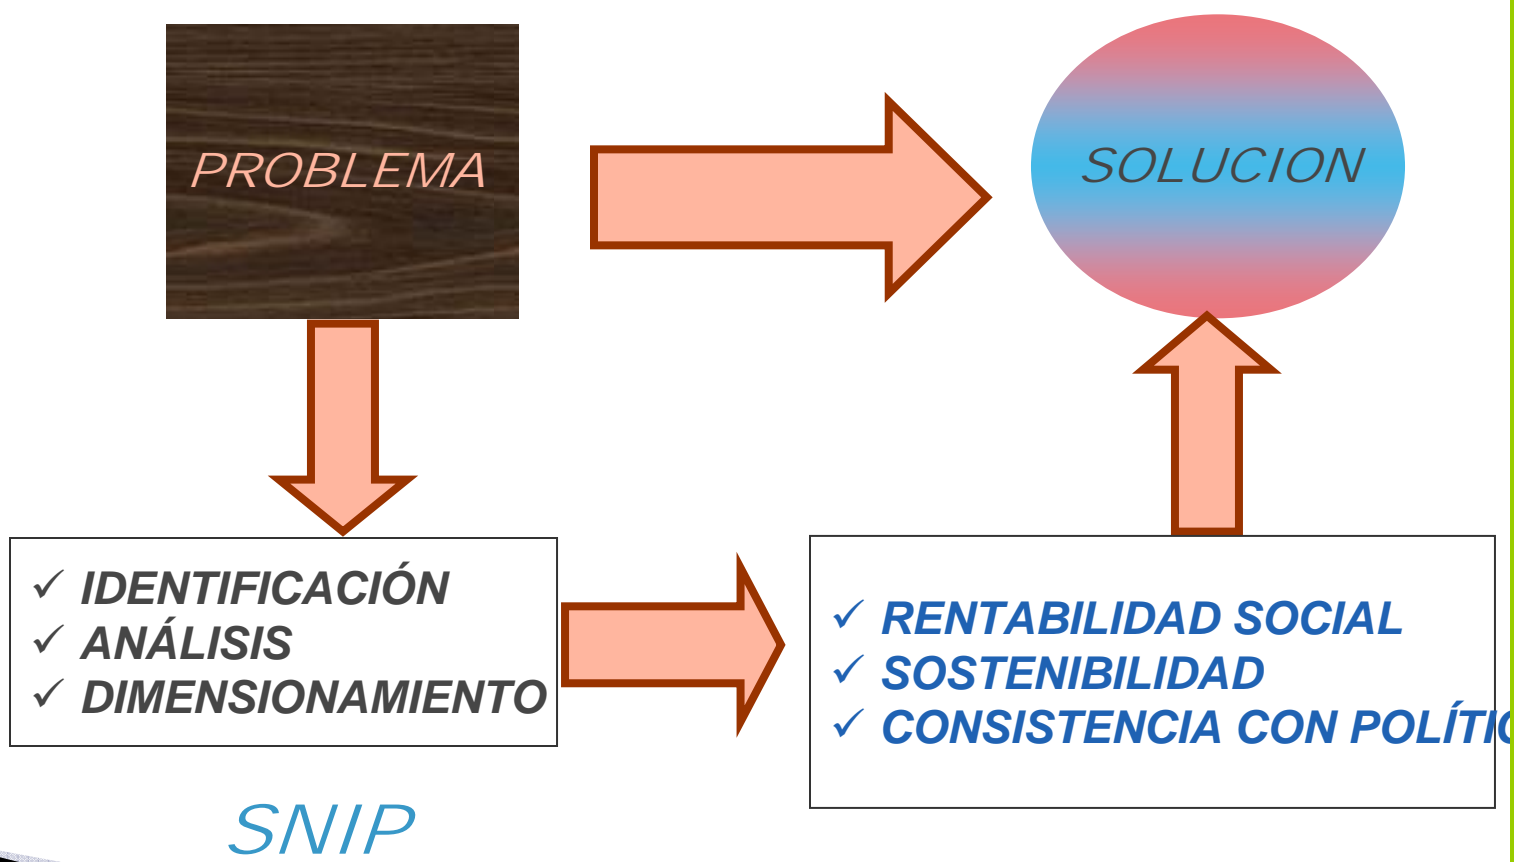 PROBLEMA
SOLUCION
IDENTIFICACIÓN
ANÁLISIS
DIMENSIONAMIENTO
RENTABILIDAD SOCIAL
SOSTENIBILIDAD
CONSISTENCIA CON
SNIP